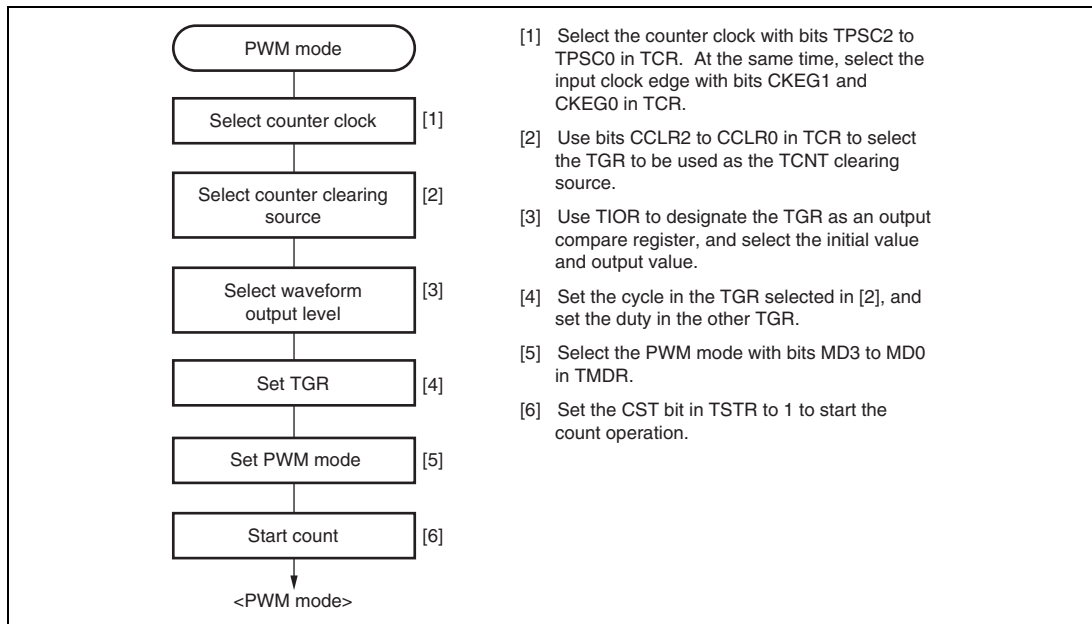 PWM mode
Select counter clock
[1]
Select counter clearing
source
[2]
Select waveform
output level
[3]
Set TGR
[4]
Set PWM mode
[5]
Start count
[6]
<PWM mode>
[1] Select the counter clock with bits TPSC2 to
TPSC0 in TCR. At the same time, select the
input clock edge with bits CKEG1 and
CKEG0 in TCR.
[2] Use bits CCLR2 to CCLR0 in TCR to select
the TGR to be used as the TCNT clearing
source.
[3] Use TIOR to designate the TGR as an output
compare register, and select the initial value
and output value.
[4] Set the cycle in the TGR selected in [2], and
set the duty in the other TGR.
[5] Select the PWM mode with bits MD3 to MD0
in TMDR.
[6] Set the CST bit in TSTR to 1 to start the
count operation.